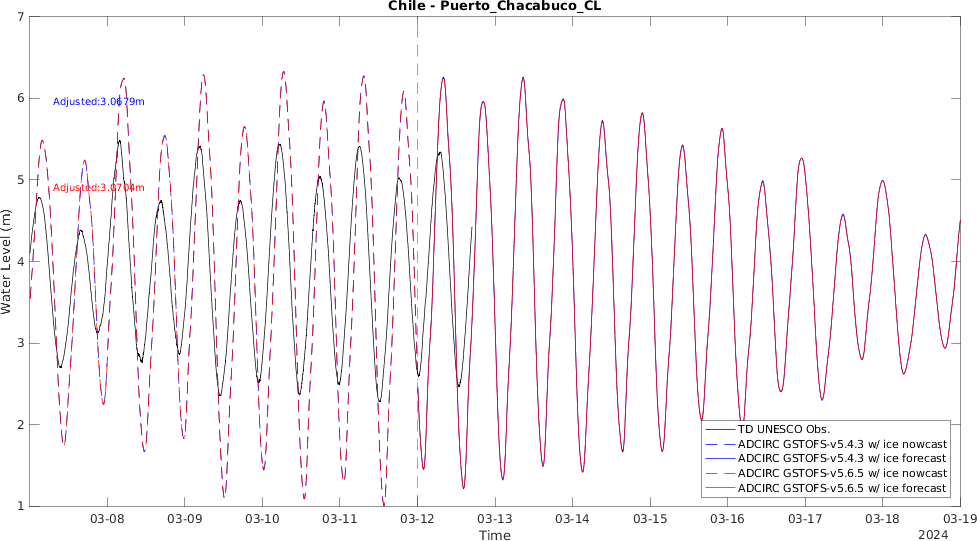 Chile - Puerto_Chacabuco_CL
7
6
5
4
3
2
1
Water Level (m)
Adjusted:3.0679m
Adjusted:3.0704m
TD UNESCO Obs.
ADCIRC GSTOFS-v5.4.3 w/ ice nowcast
ADCIRC GSTOFS-v5.4.3 w/ ice forecast
ADCIRC GSTOFS-v5.6.5 w/ ice nowcast
ADCIRC GSTOFS-v5.6.5 w/ ice forecast
03-08 03-09 03-10 03-11 03-12 03-13 03-14 03-15 03-16 03-17 03-18 03-19
Time
2024